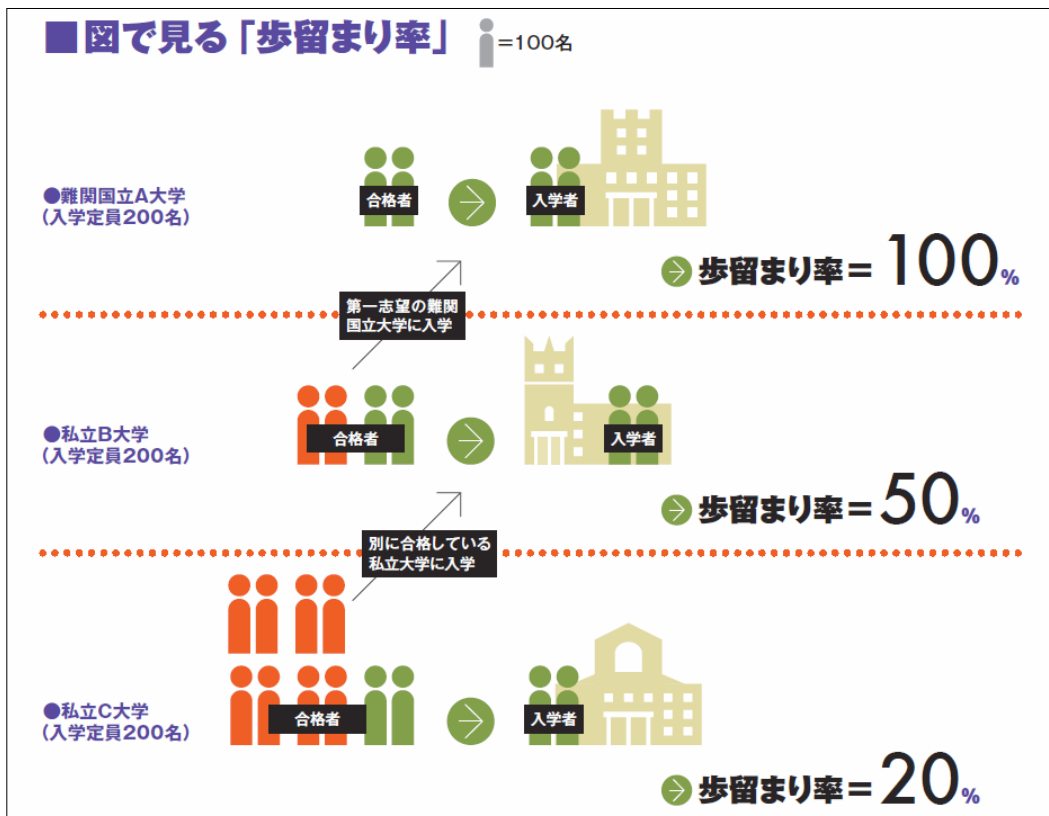 ■図で見る「歩留まり率」 =100名
●難関国立A大学
(入学定員200名)
合格者
入学者
歩留まり率=100%
第一志望の難関
国立大学に入学
●私立B大学
(入学定員200名)
合格者
入学者
歩留まり率=50%
別に合格している
私立大学に入学
●私立C大学
(入学定員200名)
合格者
入学者
歩留まり率=20%